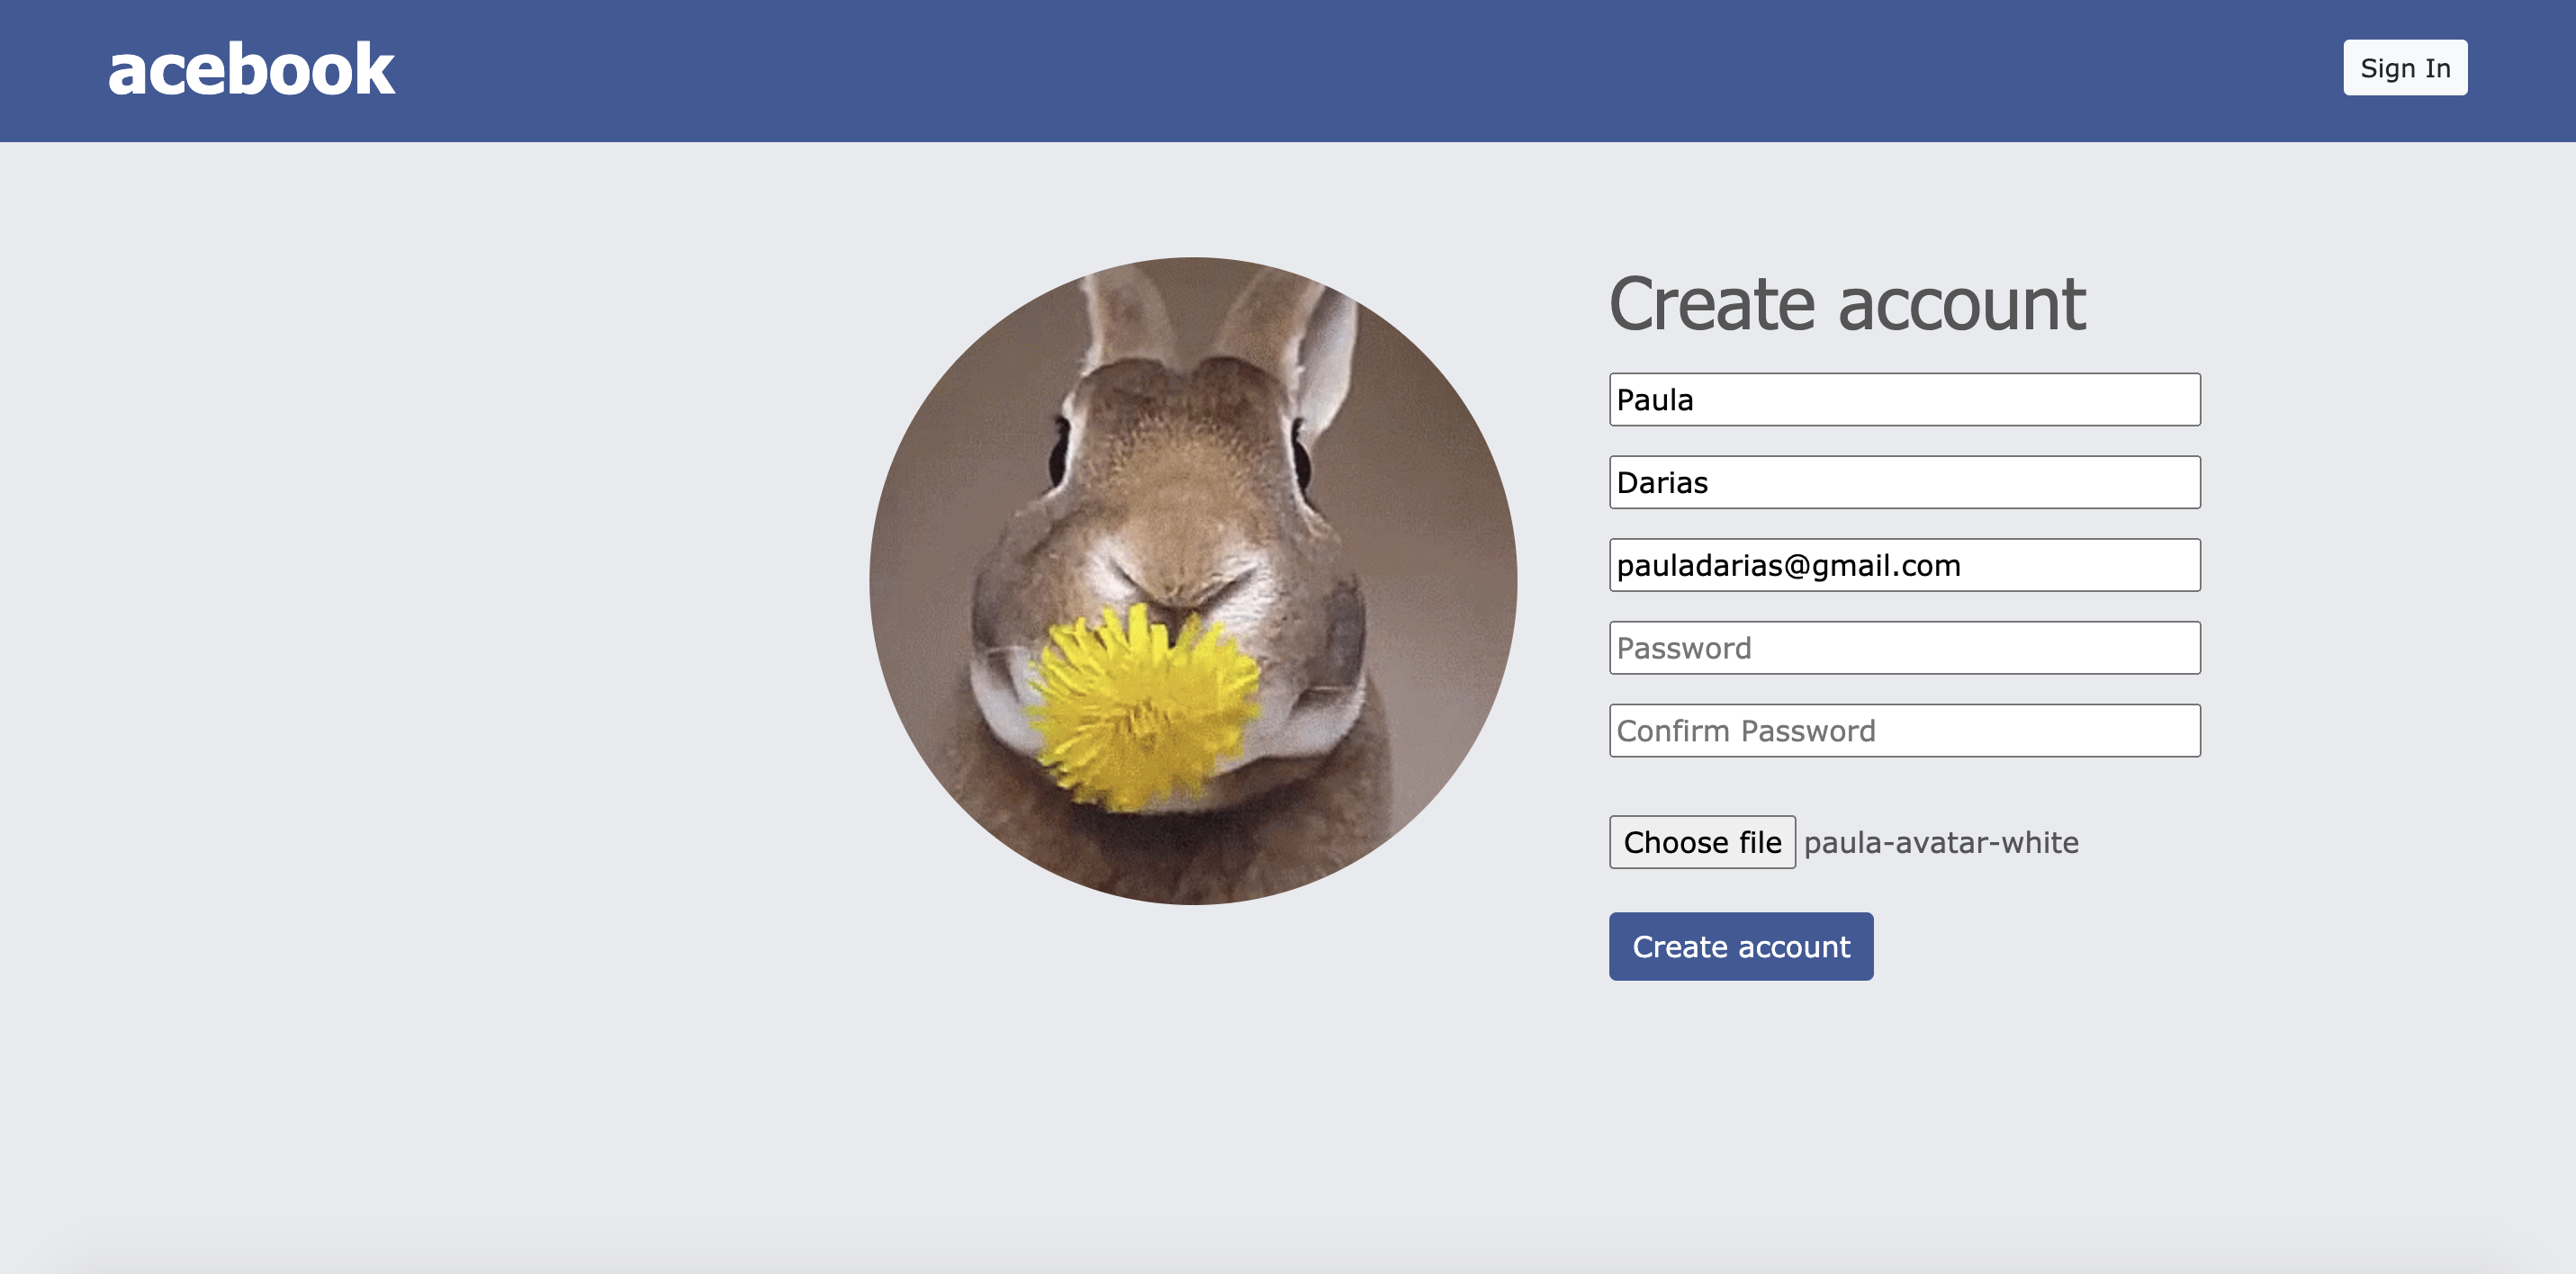 acebook
Sign In
Create account
Paula
Darias
pauladarias@gmail.com
Password
Confirm Password
Choose file paula-avatar-white
Create account